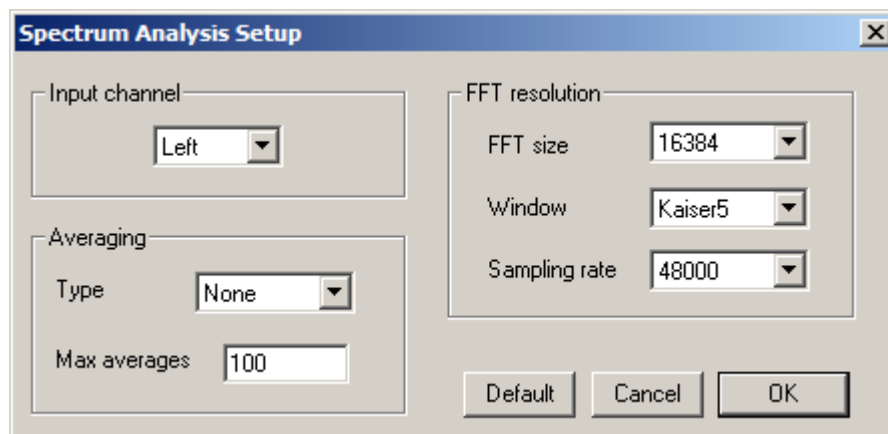 Spectrum Analysis Setup
Input channel
Left
Averaging
Type None
Max averages 100
FFT resolution
FFT size 16384
Window Kaiser5
Sampling rate 48000
Default Cancel OK